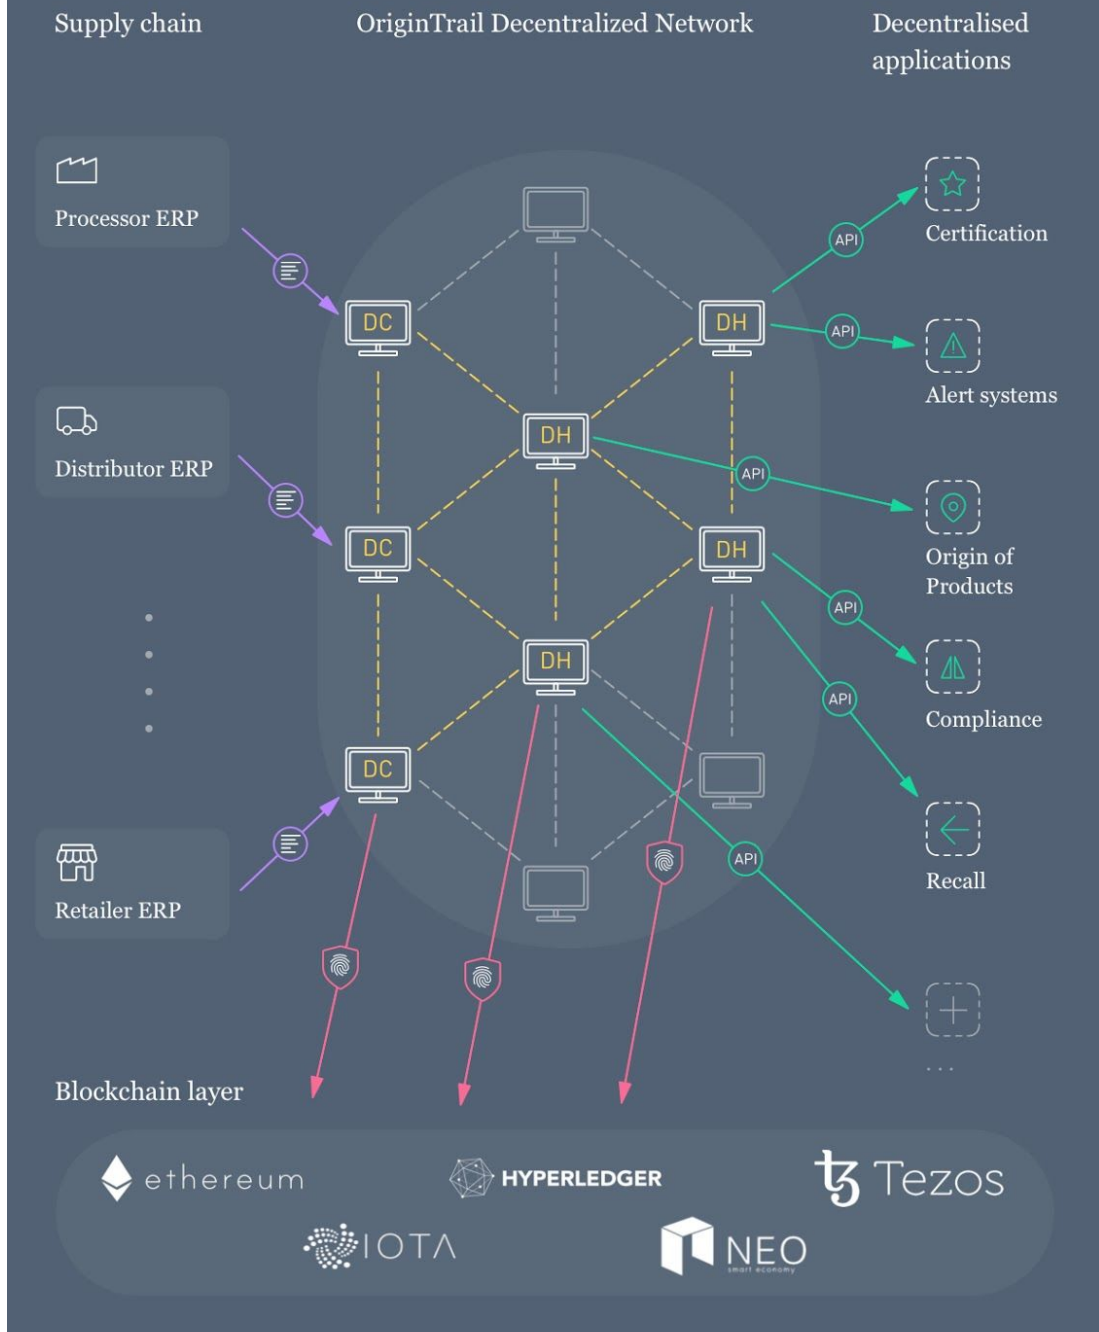 Supply chain
OriginTrail Decentralized Network
Decentralised
applications
Processor ERP
API
Certification
DC
DH
API
Alert systems
DH
Distributor ERP
API
DC
DH
Origin of
Products
API
DH
API
Compliance
DC
API
Recall
Retailer ERP
...
Blockchain layer
ethereum
HYPERLEDGER
Tezos
IOTA
NEO
smart economy